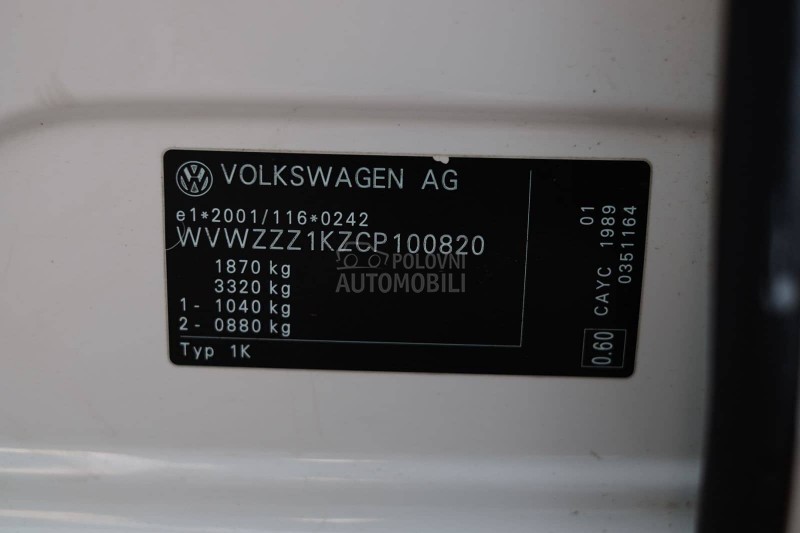 VOLKSWAGEN AG
e1*2001/116*0242
WVWZZZ1KZCP100820
1870 kg
3320 kg
1 - 1040 kg
2 - 0880 kg
Typ 1K
01
CAYC 1989
0351164
0.60
POLOVNI
AUTOMOBILI